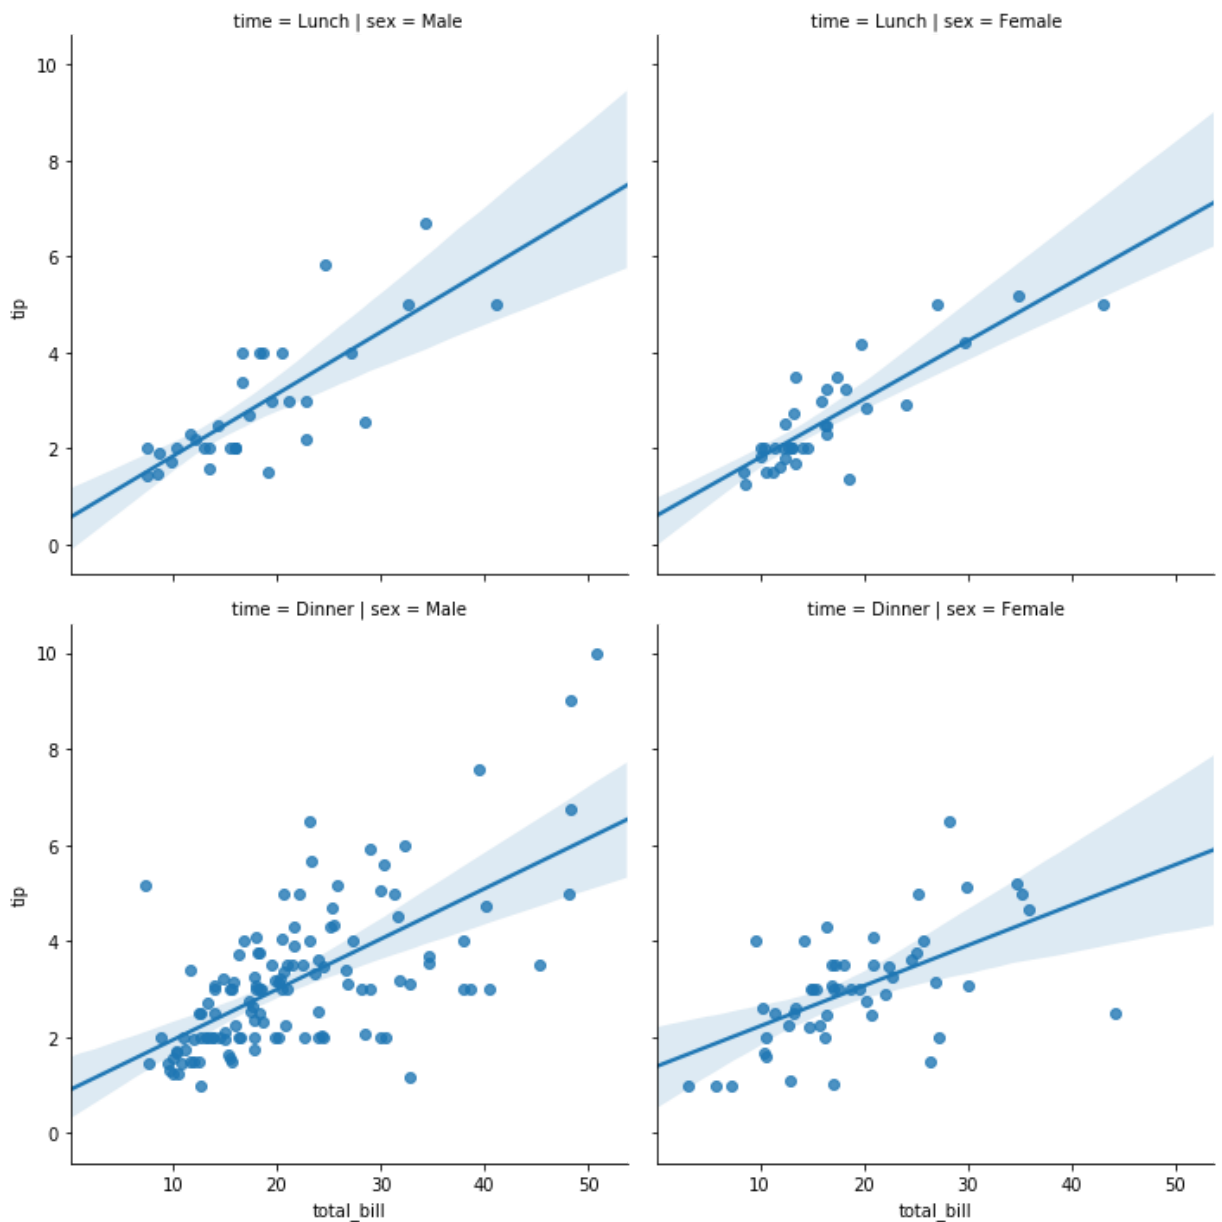 time = Lunch | sex = Male
time = Lunch | sex = Female
10
8
6
4
2
0
tip
time = Dinner | sex = Male
time = Dinner | sex = Female
10
8
6
4
2
0
tip
10 20 30 40 50
10 20 30 40 50
total_bill
total_bill